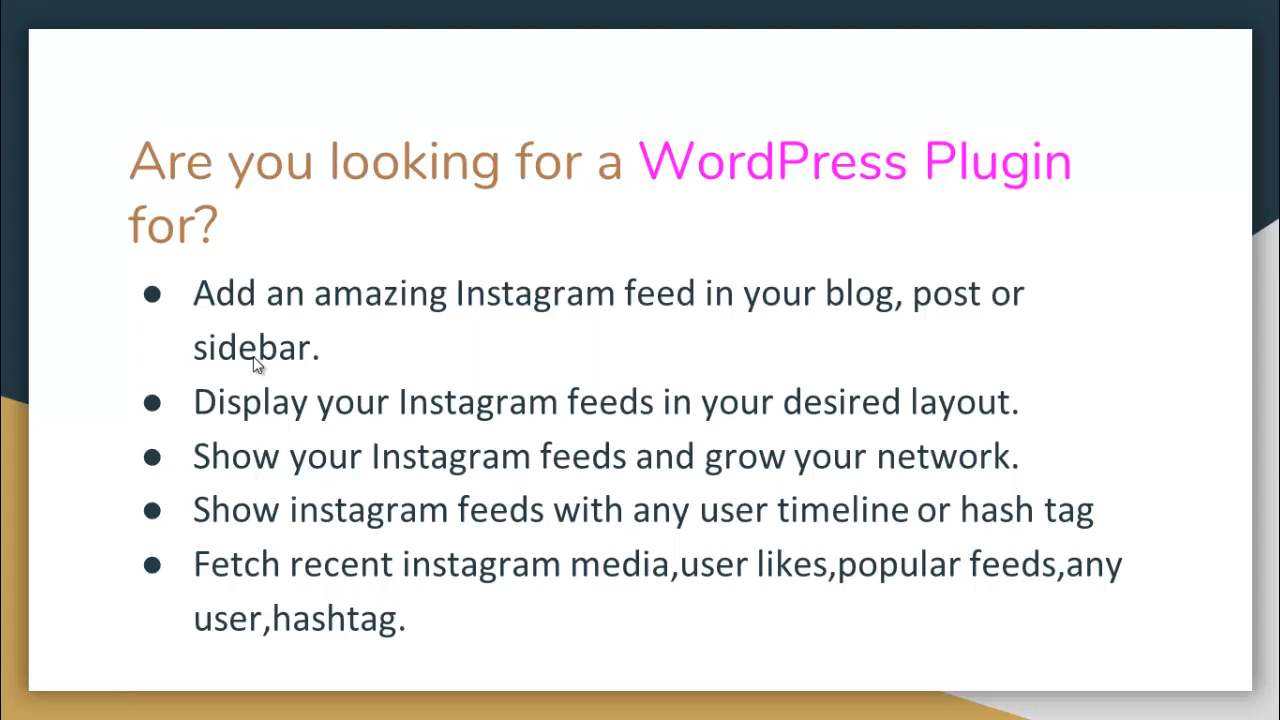 Are you looking for a WordPress Plugin
for?
● Add an amazing Instagram feed in your blog, post or
sidebar.
● Display your Instagram feeds in your desired layout.
● Show your Instagram feeds and grow your network.
● Show instagram feeds with any user timeline or hash tag
● Fetch recent instagram media,user likes,popular feeds,any
user,hashtag.